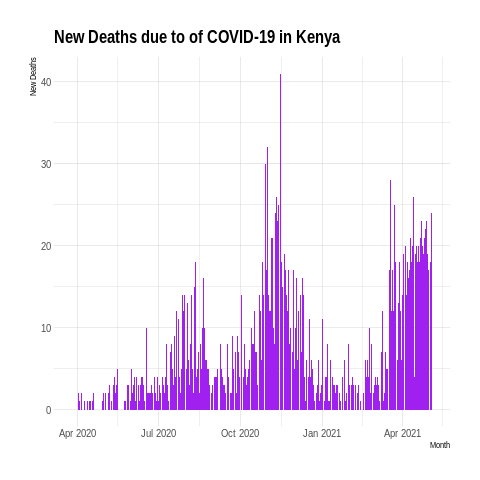 New Deaths due to of COVID-19 in Kenya
New Deaths
40
30
20
10
0
Apr 2020 Jul 2020 Oct 2020 Jan 2021 Apr 2021
Month